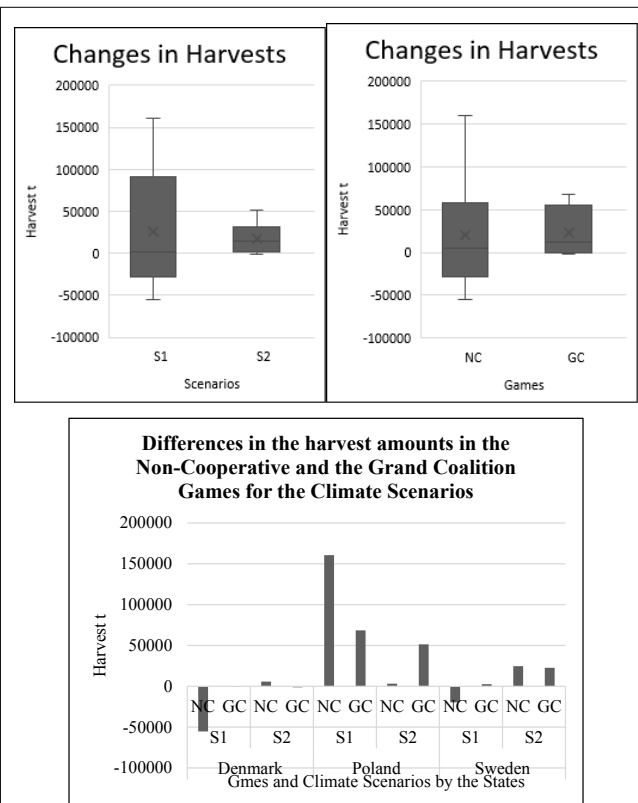 Changes in Harvests
200000
150000
100000
50000
0
-50000
-100000
Harvest t
S1 S2
Scenarios
Changes in Harvests
200000
150000
100000
50000
0
-50000
-100000
Harvest t
NC GC
Games
Differences in the harvest amounts in the
Non-Cooperative and the Grand Coalition
Games for the Climate Scenarios
200000
150000
100000
50000
0
-50000
-100000
Harvest t
NC GC NC GC NC GC NC GC NC GC NC GC
S1 S2 S1 S2 S1 S2
Denmark Poland Sweden
Gmes and Climate Scenarios by the States